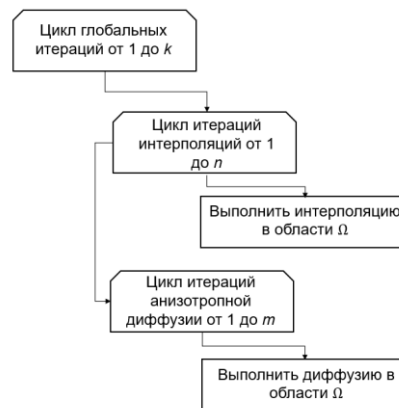 Цикл глобальных
итераций от 1 до k
Цикл итераций
интерполяций от 1
до n
Выполнить интерполяцию
в области Ω
Цикл итераций
анизотропной
диффузии от 1 до m
Выполнить диффузию в
области Ω